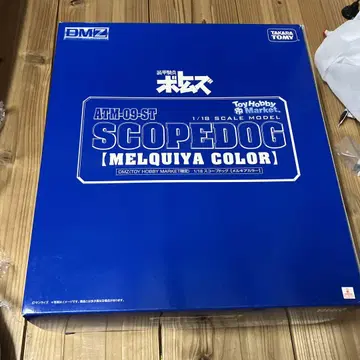 DMZ
TAKARA TOMY
装甲騎兵
ボトムズ
Toy Hobby Market
1/18 SCALE MODEL
ATM-09-ST
SCOPEDOG
【MELQUIYA COLOR】
DMZ(TOY HOBBY MARKET限定) 1/18 スコープドッグ【メルキアカラー】